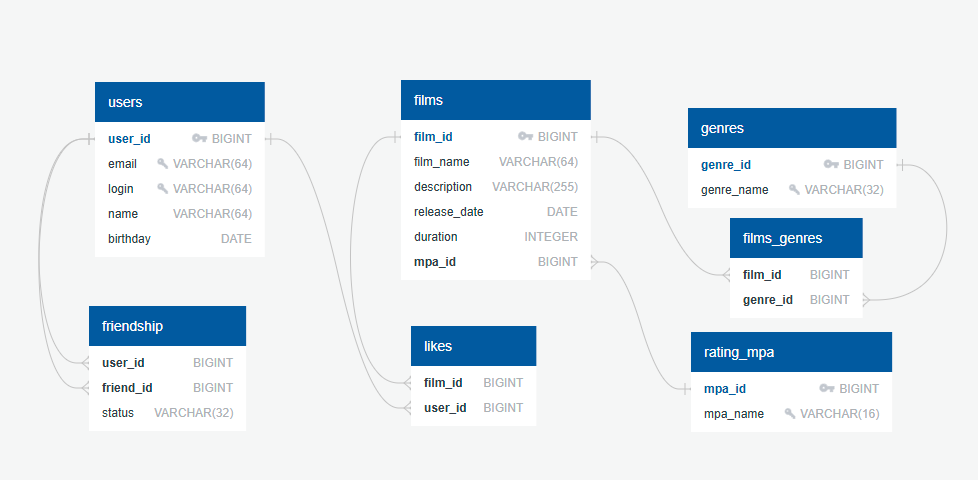 users
user_id BIGINT
email VARCHAR(64)
login VARCHAR(64)
name VARCHAR(64)
birthday DATE
films
film_id BIGINT
film_name VARCHAR(64)
description VARCHAR(255)
release_date DATE
duration INTEGER
mpa_id BIGINT
genres
genre_id BIGINT
genre_name VARCHAR(32)
films_genres
film_id BIGINT
genre_id BIGINT
friendship
user_id BIGINT
friend_id BIGINT
status VARCHAR(32)
likes
film_id BIGINT
user_id BIGINT
rating_mpa
mpa_id BIGINT
mpa_name VARCHAR(16)